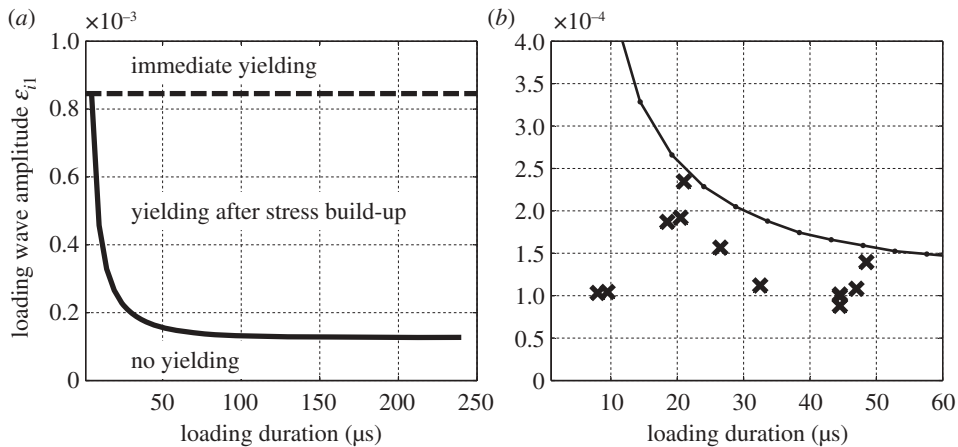 (a)
×10⁻³
1.0
0.8
0.6
0.4
0.2
0
loading wave amplitude εi1
immediate yielding
yielding after stress build-up
no yielding
50 100 150 200 250
loading duration (μs)
(b)
×10⁻⁴
4.0
3.5
3.0
2.5
2.0
1.5
1.0
0.5
0
10 20 30 40 50 60
loading duration (μs)